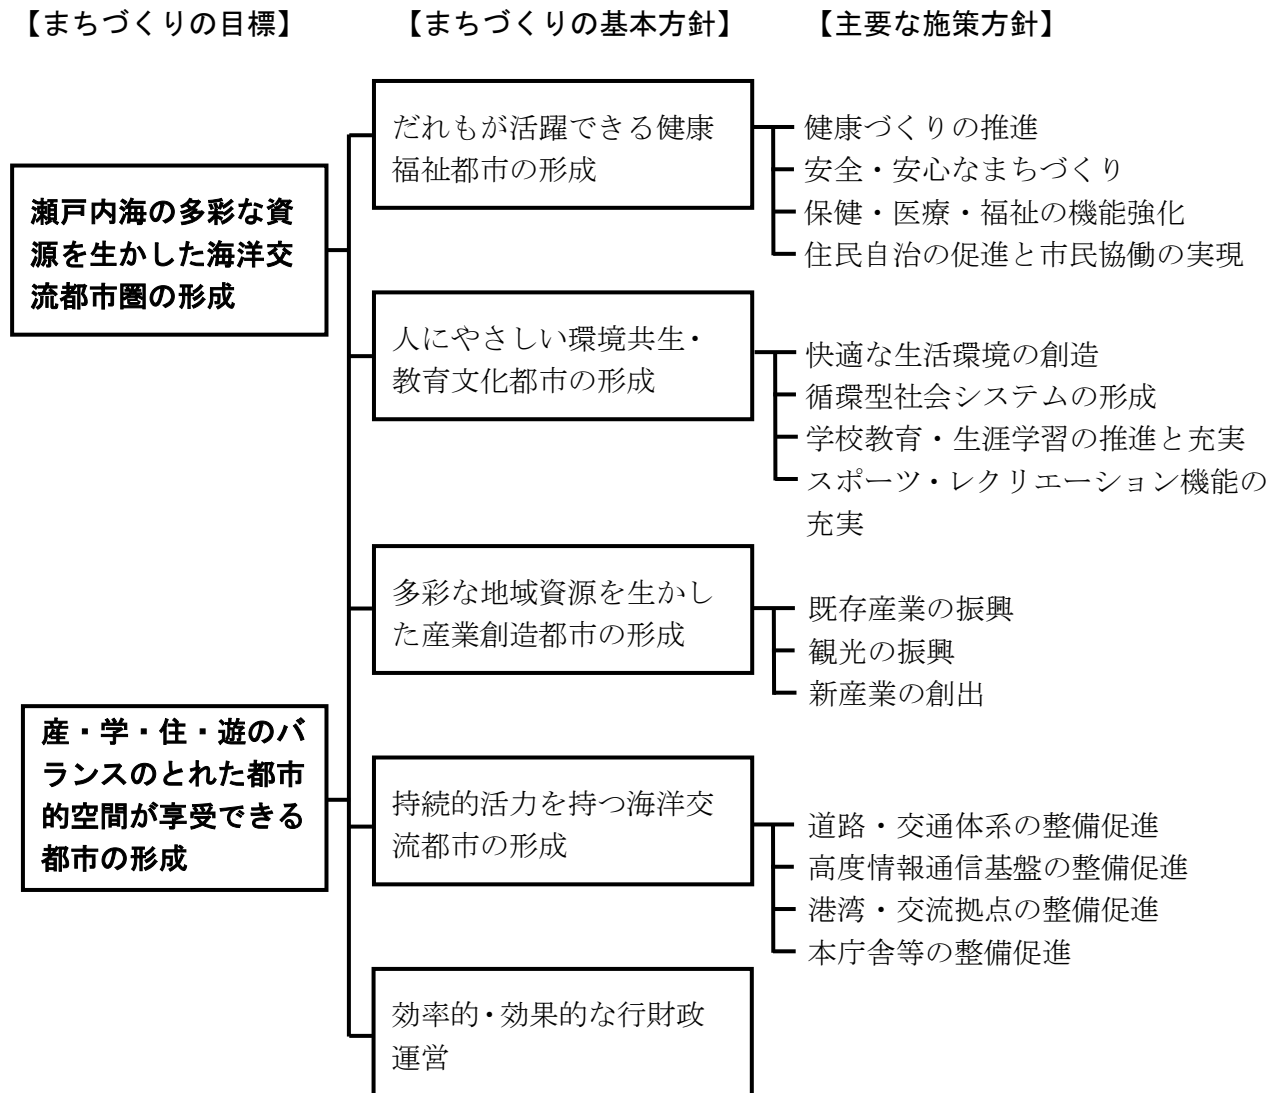 【まちづくりの目標】
【まちづくりの基本方針】
【主要な施策方針】
瀬戸内海の多彩な資
源を生かした海洋交
流都市圏の形成
産・学・住・遊のバ
ランスのとれた都市
的空間が享受できる
都市の形成
だれもが活躍できる健康
福祉都市の形成
健康づくりの推進
安全・安心なまちづくり
保健・医療・福祉の機能強化
住民自治の促進と市民協働の実現
人にやさしい環境共生・
教育文化都市の形成
快適な生活環境の創造
循環型社会システムの形成
学校教育・生涯学習の推進と充実
スポーツ・レクリエーション機能の
充実
多彩な地域資源を生かし
た産業創造都市の形成
既存産業の振興
観光の振興
新産業の創出
持続的活力を持つ海洋交
流都市の形成
道路・交通体系の整備促進
高度情報通信基盤の整備促進
港湾・交流拠点の整備促進
本庁舎等の整備促進
効率的・効果的な行財政
運営